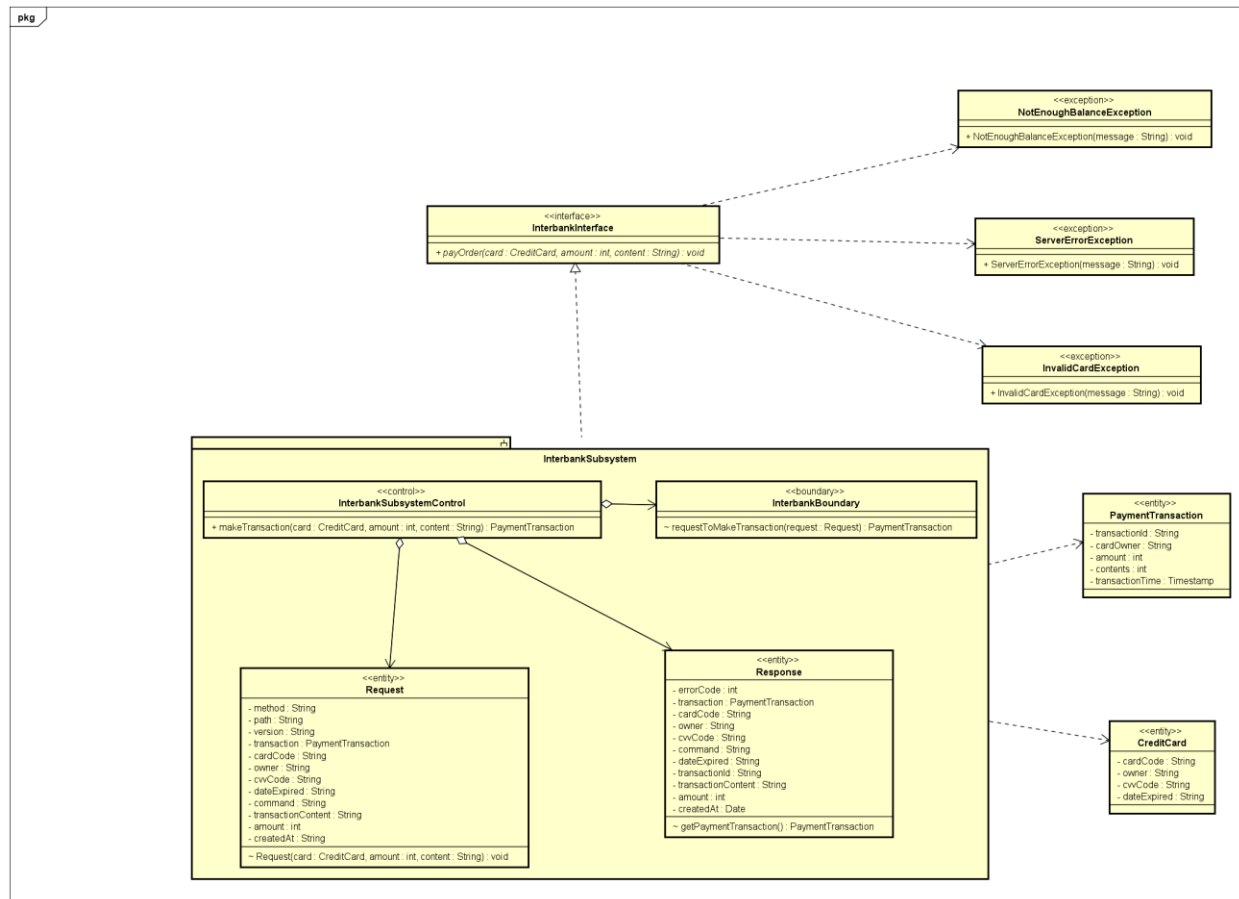 pkg
<<exception>>
NotEnoughBalanceException
+ NotEnoughBalanceException(message : String) : void
<<interface>>
InterbankInterface
+ payOrder(card : CreditCard, amount : int, content : String) : void
<<exception>>
ServerErrorException
+ ServerErrorException(message : String) : void
<<exception>>
InvalidCardException
+ InvalidCardException(message : String) : void
InterbankSubsystem
<<control>>
InterbankSubsystemControl
+ makeTransaction(card : CreditCard, amount : int, content : String) : PaymentTransaction
<<boundary>>
InterbankBoundary
~ requestToMakeTransaction(request : Request) : PaymentTransaction
<<entity>>
PaymentTransaction
- transactionId : String
- cardOwner : String
- amount : int
- contents : int
- transactionTime : Timestamp
<<entity>>
Request
- method : String
- path : String
- version : String
- transaction : PaymentTransaction
- cardCode : String
- owner : String
- cvvCode : String
- dateExpired : String
- command : String
- transactionContent : String
- amount : int
- createdAt : String
~ Request(card : CreditCard, amount : int, content : String) : void
<<entity>>
Response
- errorCode : int
- transaction : PaymentTransaction
- cardCode : String
- owner : String
- cvvCode : String
- command : String
- dateExpired : String
- transactionId : String
- transactionContent : String
- amount : int
- createdAt : Date
~ getPaymentTransaction() : PaymentTransaction
<<entity>>
CreditCard
- cardCode : String
- owner : String
- cvvCode : String
- dateExpired : String